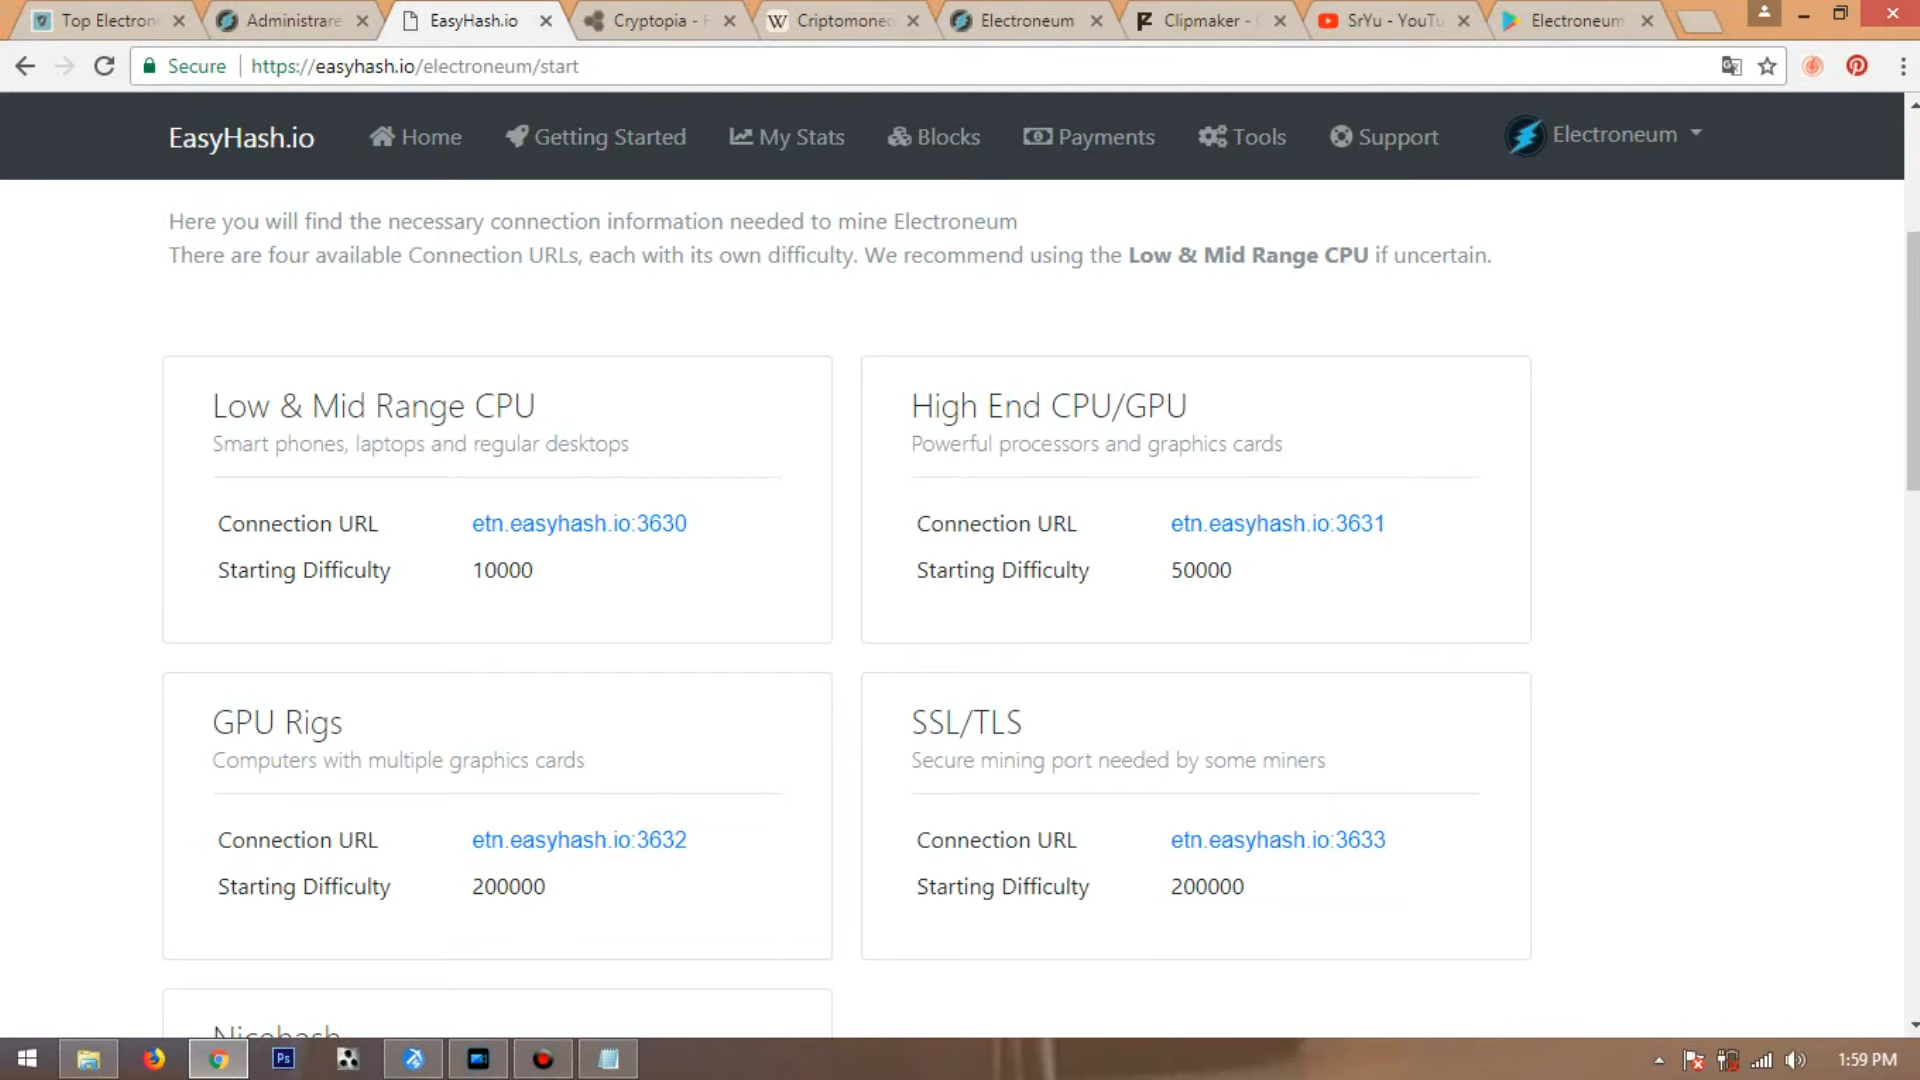 Top Electron
Administrare
EasyHash.io
Cryptopia - H
Criptomoned
Electroneum
Clipmaker - 
SrYu - YouTu
Electroneum
Secure
https://easyhash.io/electroneum/start
EasyHash.io
Home
Getting Started
My Stats
Blocks
Payments
Tools
Support
Electroneum
Here you will find the necessary connection information needed to mine Electroneum
There are four available Connection URLs, each with its own difficulty. We recommend using the Low & Mid Range CPU if uncertain.
Low & Mid Range CPU
Smart phones, laptops and regular desktops
Connection URL etn.easyhash.io:3630
Starting Difficulty 10000
High End CPU/GPU
Powerful processors and graphics cards
Connection URL etn.easyhash.io:3631
Starting Difficulty 50000
GPU Rigs
Computers with multiple graphics cards
Connection URL etn.easyhash.io:3632
Starting Difficulty 200000
SSL/TLS
Secure mining port needed by some miners
Connection URL etn.easyhash.io:3633
Starting Difficulty 200000
Nicehash
Ps
1:59 PM